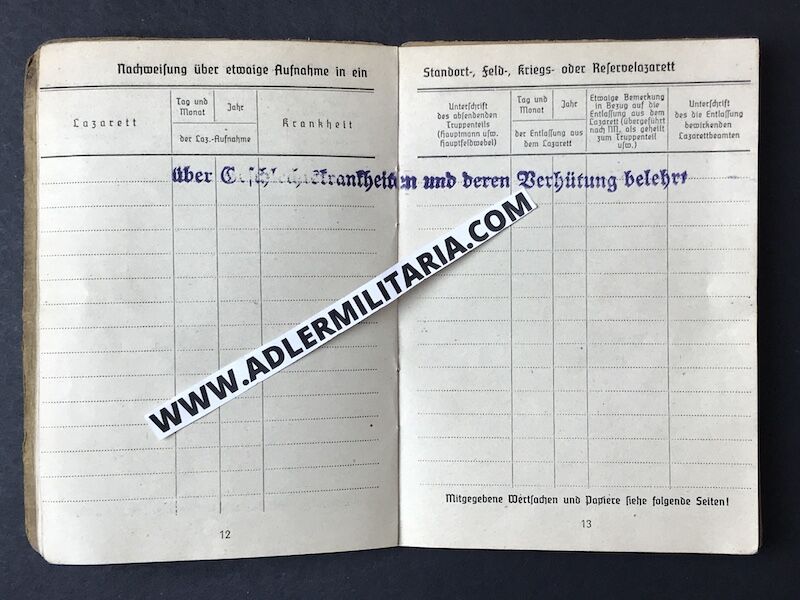 Nachweisung über etwaige Aufnahme in ein
Lazarett
Tag und
Monat
Jahr
der Laz.-Aufnahme
Krankheit
Standort-, Feld-, Kriegs- oder Reservelazarett
Unterschrift
des absendenden
Truppenteils
(Hauptmann usw.
Hauptfeldwebel)
Tag und
Monat
Jahr
der Entlassung aus
dem Lazarett
Etwaige Bemerkung
in Bezug auf die
Entlassung aus dem
Lazarett (übergeführt
nach NN, als geheilt
zum Truppenteil
usw.)
Unterschrift
des die Entlassung
bewirkenden
Lazarettbeamten
über Geschlechtskrankheiten und deren Verhütung belehrt
WWW.ADLERMILITARIA.COM
Mitgegebene Wertsachen und Papiere siehe folgende Seiten!
12
13